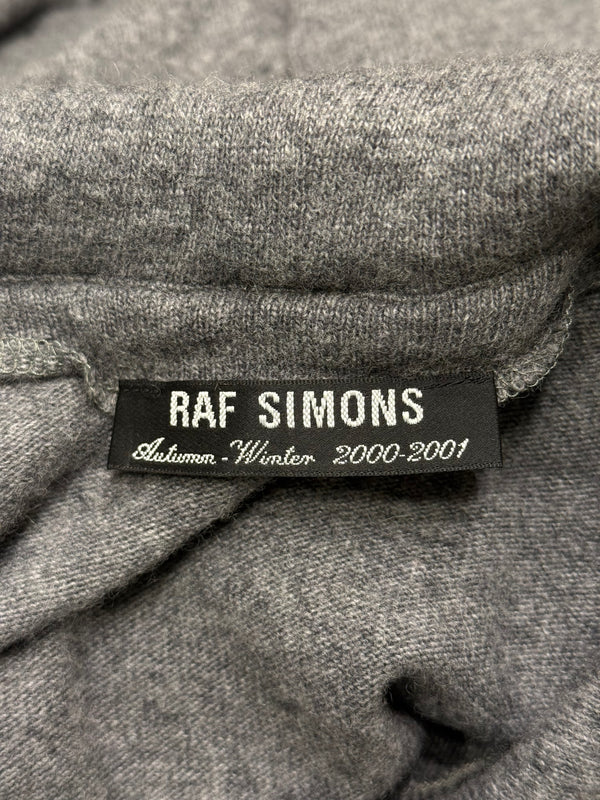 RAF SIMONS
Autumn - Winter 2000-2001